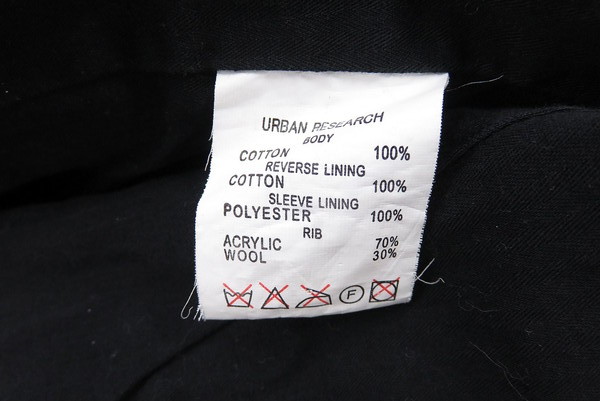 URBAN RESEARCH
BODY
COTTON 100%
REVERSE LINING
COTTON 100%
SLEEVE LINING
POLYESTER 100%
RIB
ACRYLIC 70%
WOOL 30%
F